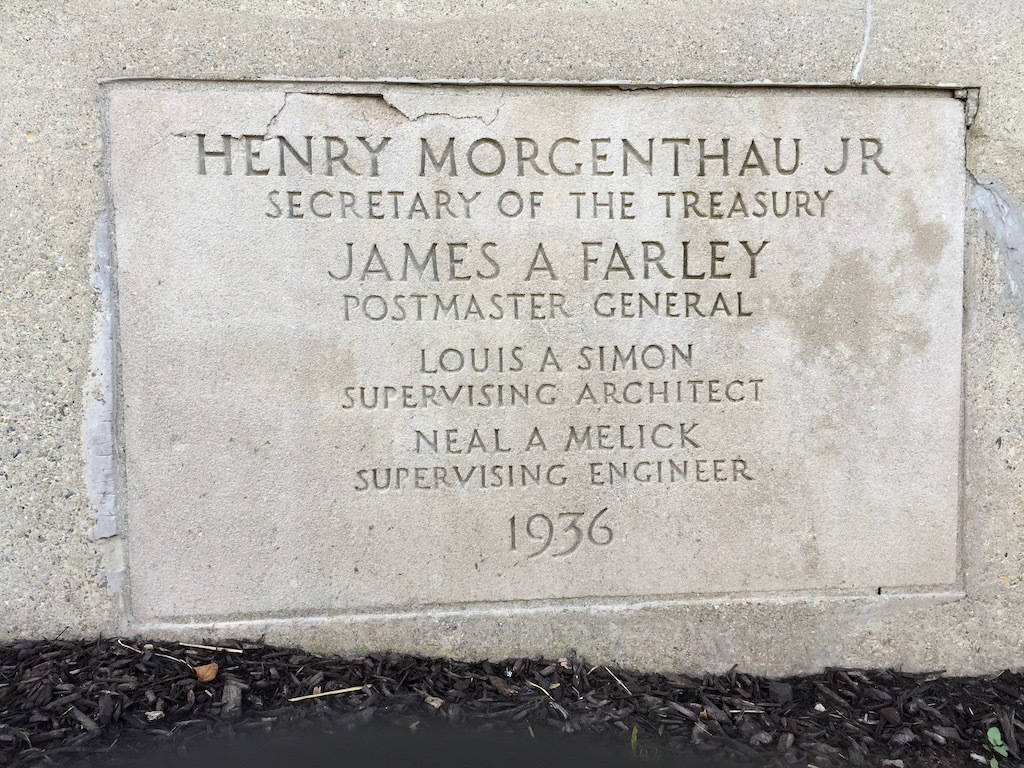 HENRY MORGENTHAU JR
SECRETARY OF THE TREASURY
JAMES A FARLEY
POSTMASTER GENERAL
LOUIS A SIMON
SUPERVISING ARCHITECT
NEAL A MELICK
SUPERVISING ENGINEER
1936